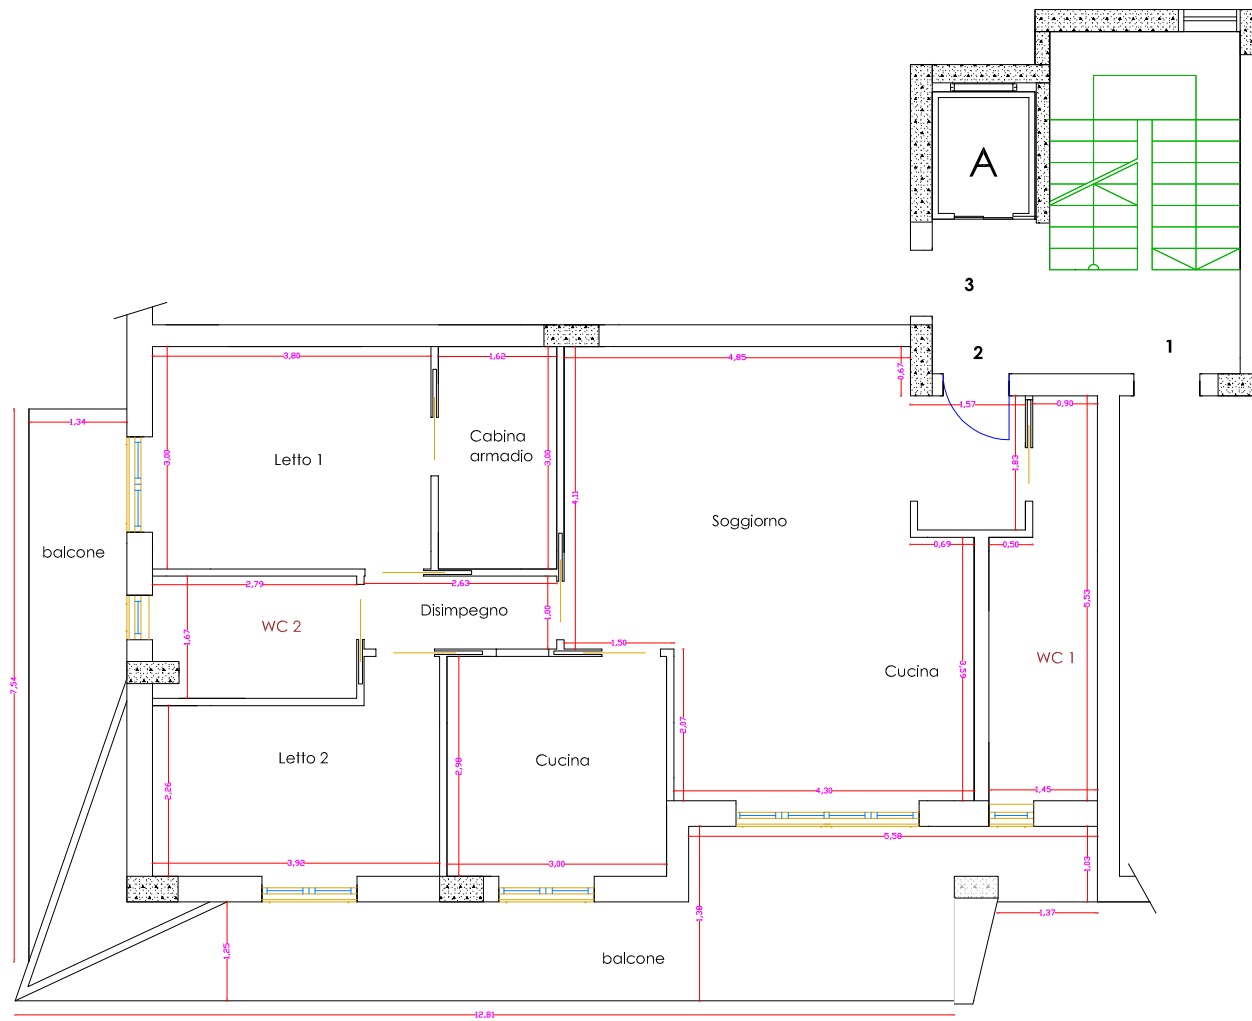 A
3
2
1
3,80
1,62
4,85
0,67
1,57
0,90
1,34
Cabina
armadio
Letto 1
3,00
3,00
4,11
1,83
Soggiorno
balcone
0,69
0,50
2,79
2,63
Disimpegno
1,00
5,53
WC 2
1,67
1,50
WC 1
Cucina
3,59
7,54
2,07
Letto 2
Cucina
2,98
2,26
4,30
1,45
5,58
3,92
3,00
1,03
1,38
1,37
1,25
balcone
12,81